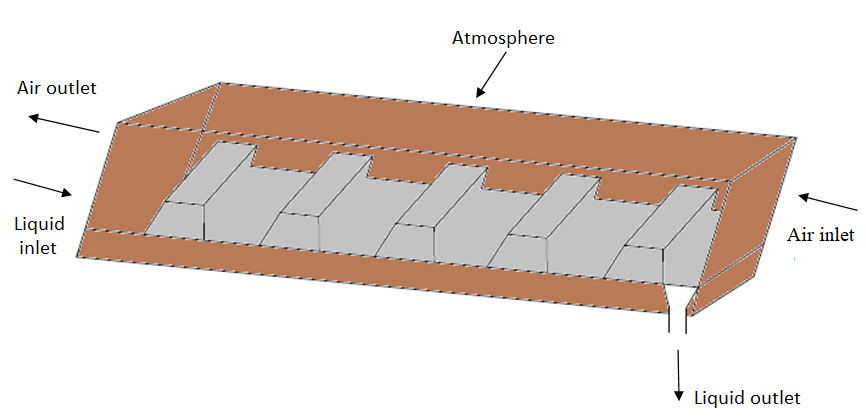 Atmosphere
Air outlet
Liquid
inlet
Air inlet
Liquid outlet